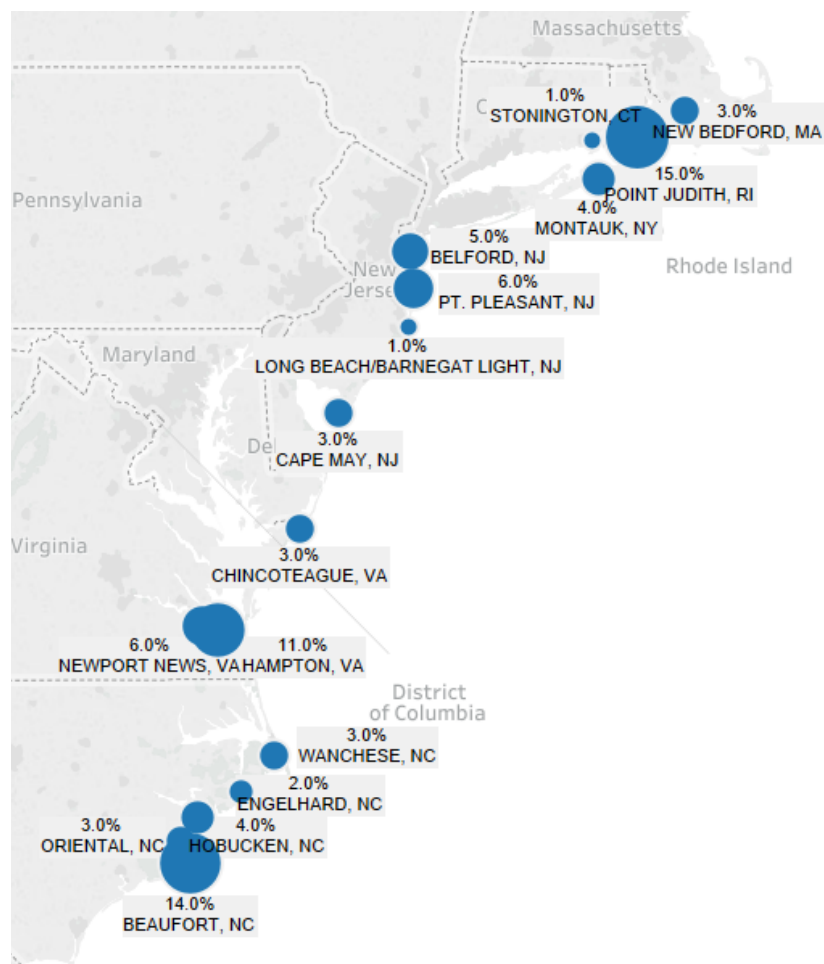 Massachusetts
1.0%
STONINGTON, CT
C
3.0%
NEW BEDFORD, MA
15.0%
POINT JUDITH, RI
4.0%
MONTAUK, NY
Pennsylvania
5.0%
BELFORD, NJ
Rhode Island
New
Jerse
6.0%
PT. PLEASANT, NJ
1.0%
LONG BEACH/BARNEGAT LIGHT, NJ
Maryland
3.0%
CAPE MAY, NJ
Del
Virginia
3.0%
CHINCOTEAGUE, VA
6.0%
NEWPORT NEWS, VA
11.0%
HAMPTON, VA
District
of Columbia
3.0%
WANCHESE, NC
2.0%
ENGELHARD, NC
3.0%
ORIENTAL, NC
4.0%
HOBUCKEN, NC
14.0%
BEAUFORT, NC